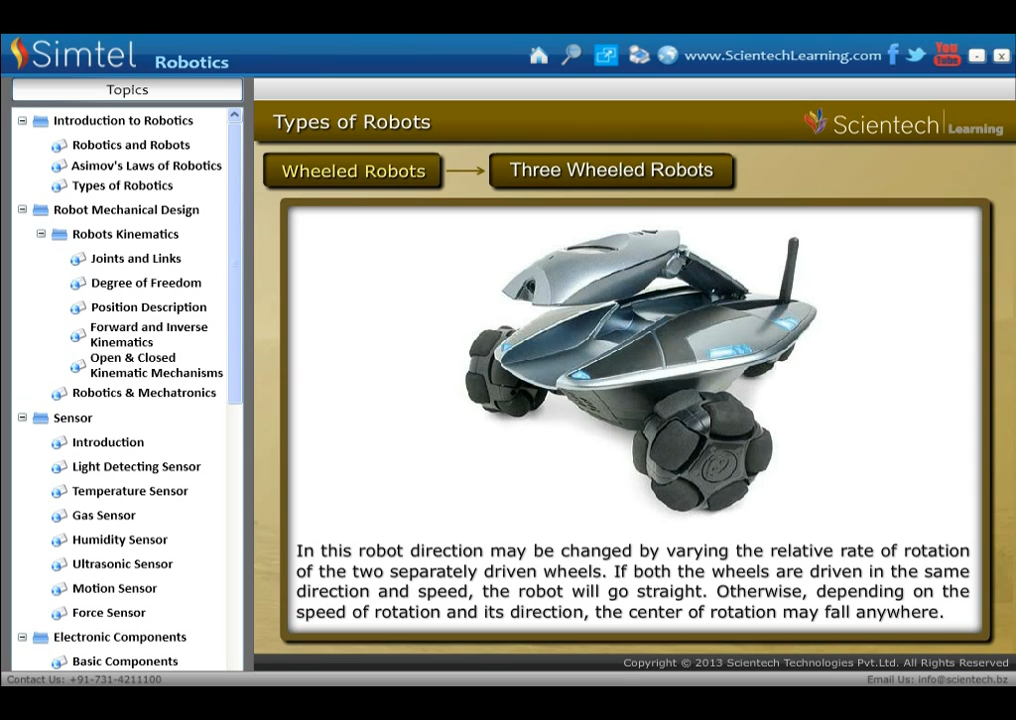 Simtel Robotics
www.ScientechLearning.com
You
Tube
Topics
Introduction to Robotics
Robotics and Robots
Asimov's Laws of Robotics
Types of Robotics
Robot Mechanical Design
Robots Kinematics
Joints and Links
Degree of Freedom
Position Description
Forward and Inverse
Kinematics
Open & Closed
Kinematic Mechanisms
Robotics & Mechatronics
Sensor
Introduction
Light Detecting Sensor
Temperature Sensor
Gas Sensor
Humidity Sensor
Ultrasonic Sensor
Motion Sensor
Force Sensor
Electronic Components
Basic Components
Types of Robots
Scientech Learning
Wheeled Robots
Three Wheeled Robots
In this robot direction may be changed by varying the relative rate of rotation
of the two separately driven wheels. If both the wheels are driven in the same
direction and speed, the robot will go straight. Otherwise, depending on the
speed of rotation and its direction, the center of rotation may fall anywhere.
Copyright © 2013 Scientech Technologies Pvt.Ltd. All Rights Reserved
Contact Us: +91-731-4211100
Email Us: info@scientech.bz